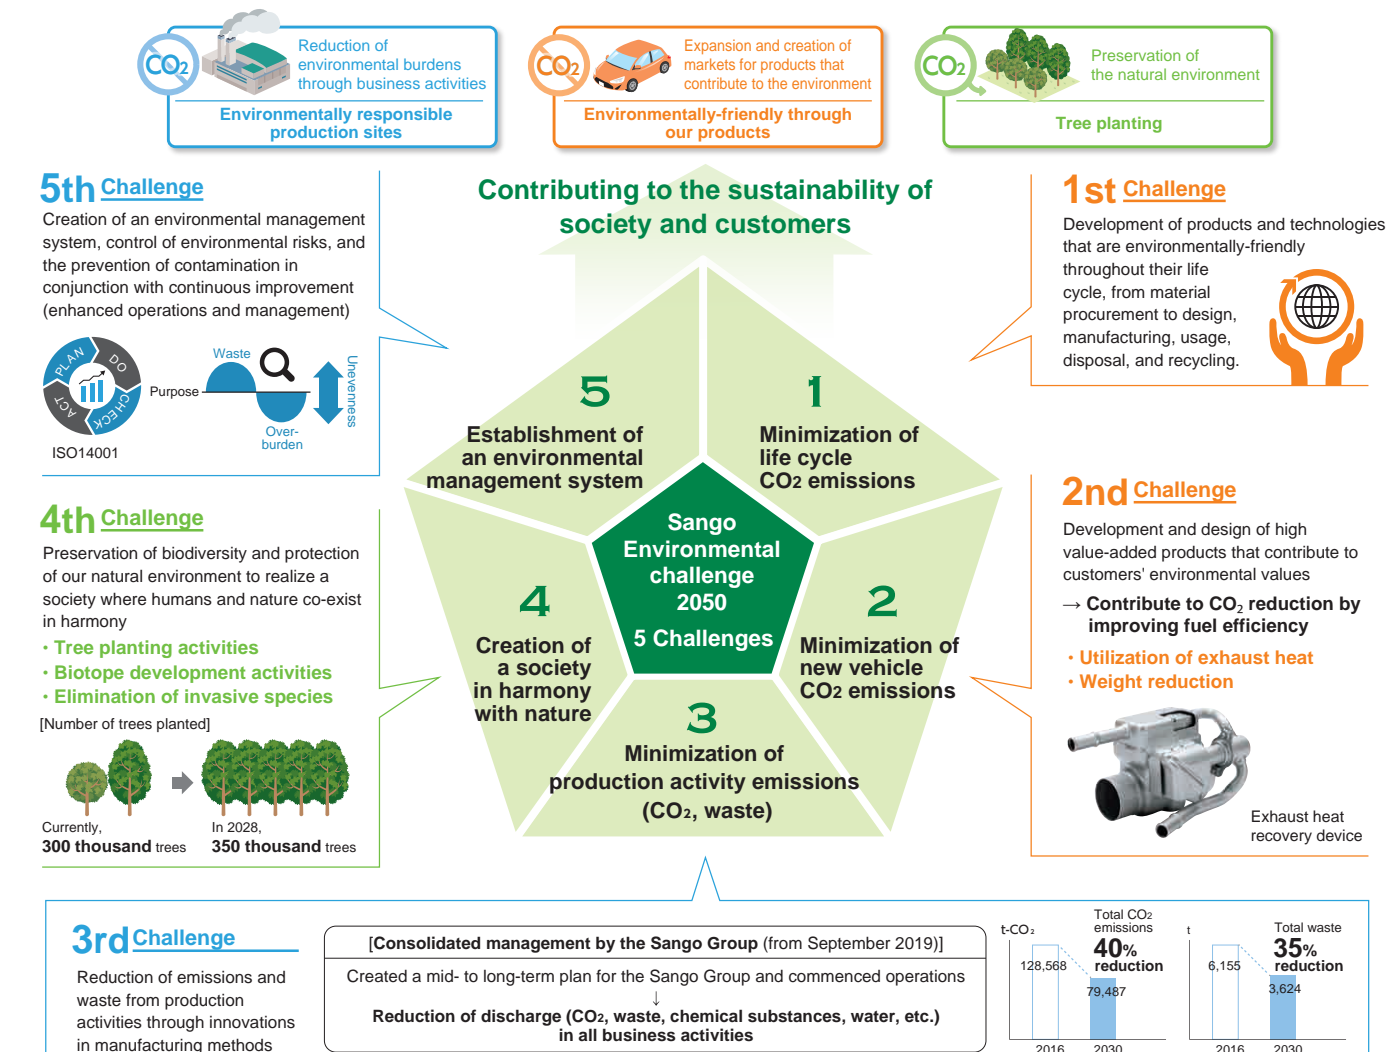 CO2
Reduction of
environmental burdens
through business activities
Environmentally responsible
production sites
CO2
Expansion and creation of
markets for products that
contribute to the environment
Environmentally-friendly through
our products
CO2
Preservation of
the natural environment
Tree planting
Contributing to the sustainability of
society and customers
5th Challenge
Creation of an environmental management
system, control of environmental risks, and
the prevention of contamination in
conjunction with continuous improvement
(enhanced operations and management)
PLAN
DO
CHECK
ACT
ISO14001
Purpose
Waste
Over-
burden
Unevenness
1st Challenge
Development of products and technologies
that are environmentally-friendly
throughout their life
cycle, from material
procurement to design,
manufacturing, usage,
disposal, and recycling.
5
Establishment of
an environmental
management system
1
Minimization of
life cycle
CO2 emissions
Sango
Environmental
challenge
2050
5 Challenges
4
Creation of
a society
in harmony
with nature
2
Minimization of
new vehicle
CO2 emissions
3
Minimization of
production activity emissions
(CO2, waste)
4th Challenge
Preservation of biodiversity and protection
of our natural environment to realize a
society where humans and nature co-exist
in harmony
・Tree planting activities
・Biotope development activities
・Elimination of invasive species
[Number of trees planted]
Currently,
300 thousand trees
In 2028,
350 thousand trees
2nd Challenge
Development and design of high
value-added products that contribute to
customers' environmental values
→ Contribute to CO2 reduction by
improving fuel efficiency
・Utilization of exhaust heat
・Weight reduction
Exhaust heat
recovery device
3rd Challenge
Reduction of emissions and
waste from production
activities through innovations
in manufacturing methods
[Consolidated management by the Sango Group (from September 2019)]
Created a mid- to long-term plan for the Sango Group and commenced operations
↓
Reduction of discharge (CO2, waste, chemical substances, water, etc.)
in all business activities
t-CO2
Total CO2
emissions
40%
reduction
128,568
79,487
2016
2030
t
Total waste
35%
reduction
6,155
3,624
2016
2030